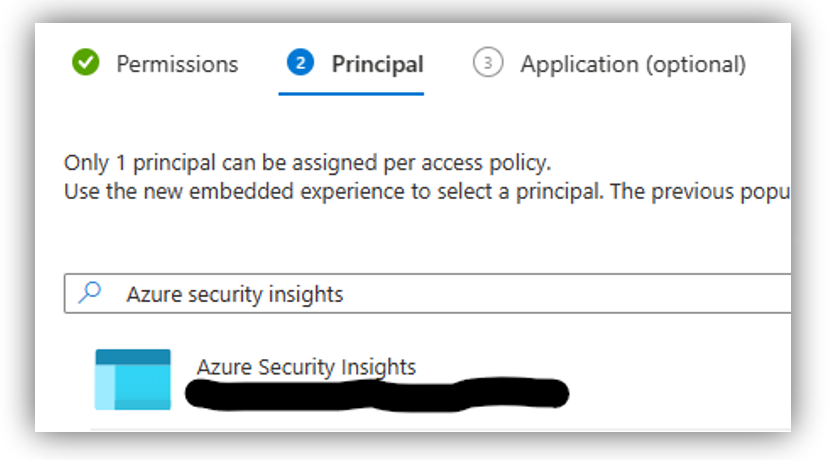 Permissions 2 Principal 3 Application (optional)
Only 1 principal can be assigned per access policy.
Use the new embedded experience to select a principal. The previous popu
Azure security insights
Azure Security Insights